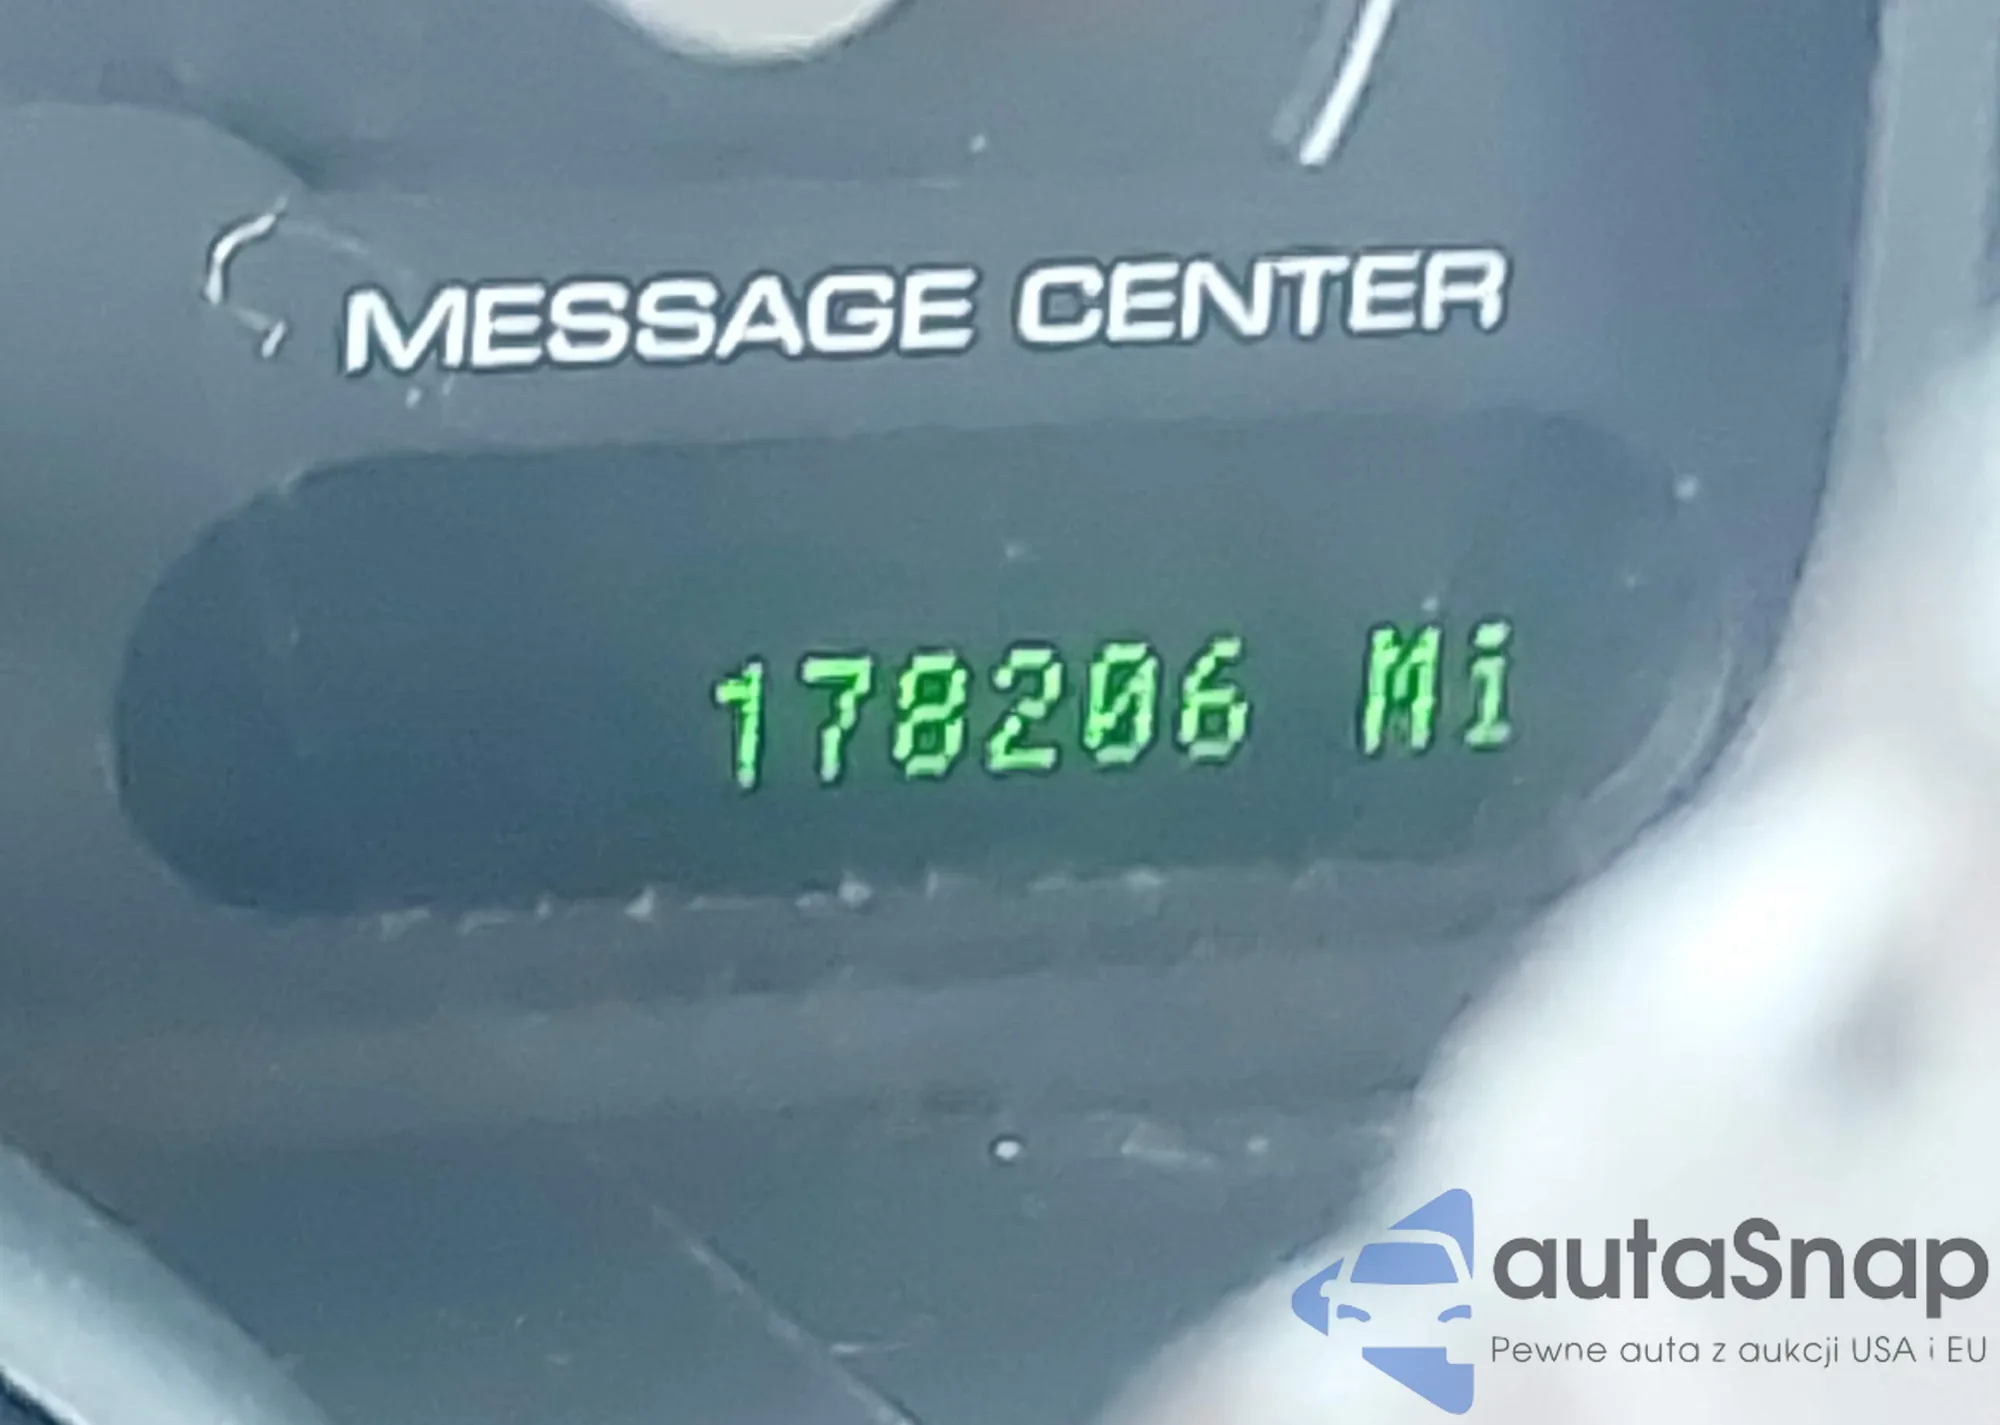 MESSAGE CENTER
178206 Mi
autaSnap
Pewne auta z aukcji USA i EU